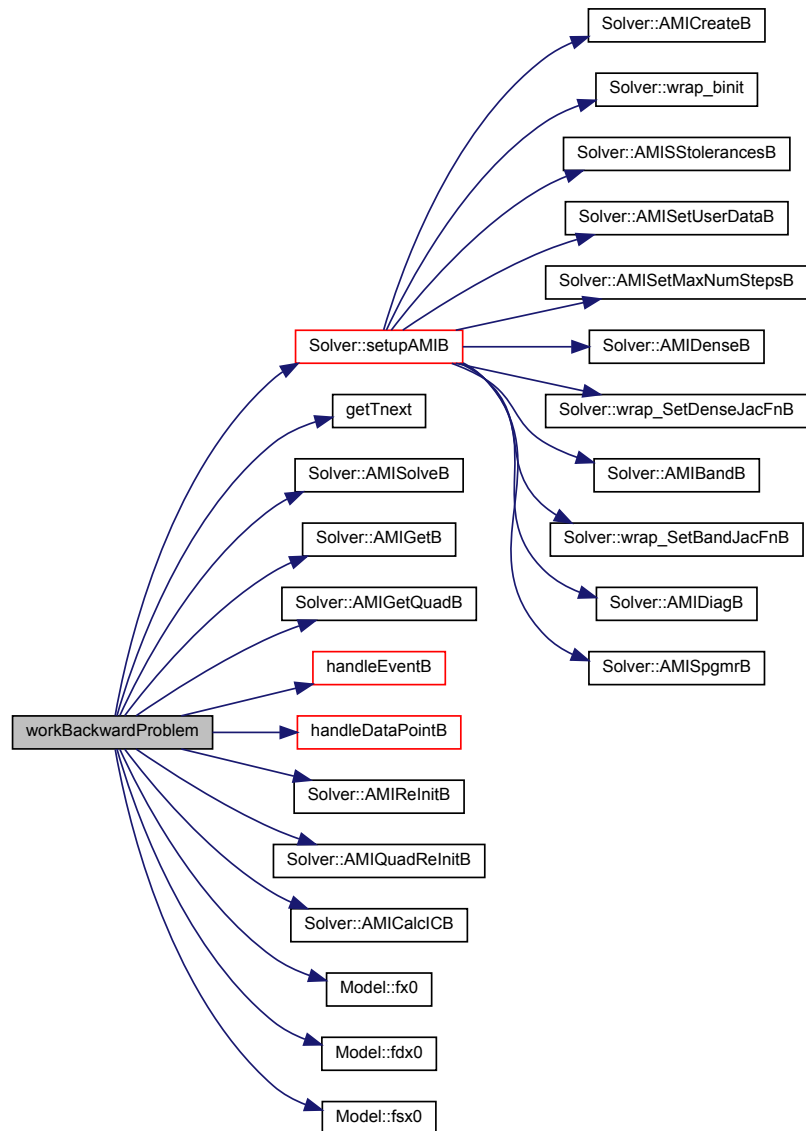 Solver::AMICreateB
Solver::wrap_binit
Solver::AMISStolerancesB
Solver::AMISetUserDataB
Solver::AMISetMaxNumStepsB
Solver::setupAMIB
Solver::AMIDenseB
Solver::wrap_SetDenseJacFnB
getTnext
Solver::AMISolveB
Solver::AMIBandB
Solver::AMIGetB
Solver::wrap_SetBandJacFnB
Solver::AMIGetQuadB
Solver::AMIDiagB
handleEventB
Solver::AMISpgmrB
workBackwardProblem
handleDataPointB
Solver::AMIReInitB
Solver::AMIQuadReInitB
Solver::AMICalcICB
Model::fx0
Model::fdx0
Model::fsx0